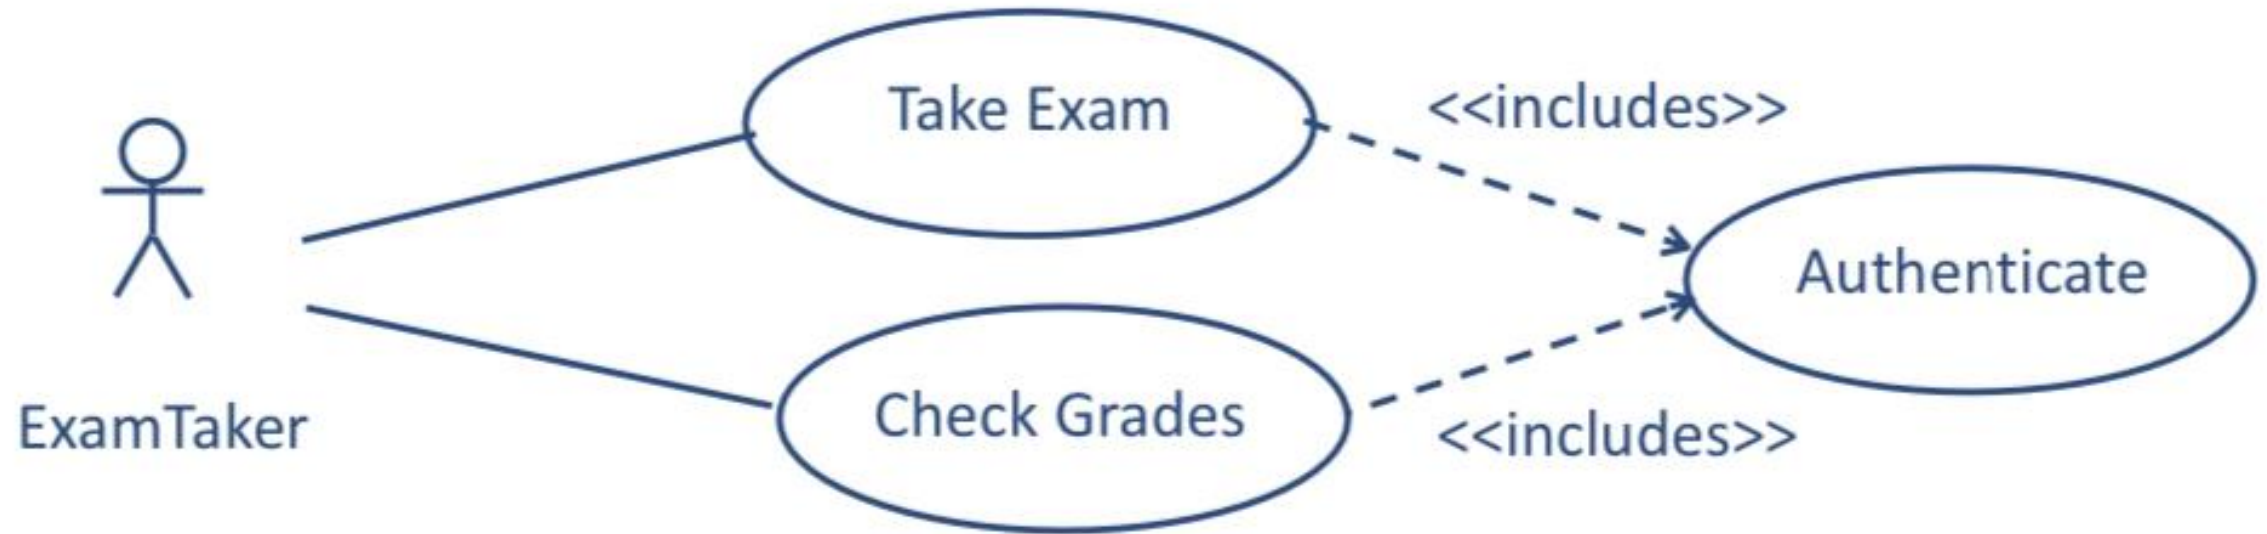 Take Exam
<<includes>>
Authenticate
ExamTaker
Check Grades
<<includes>>